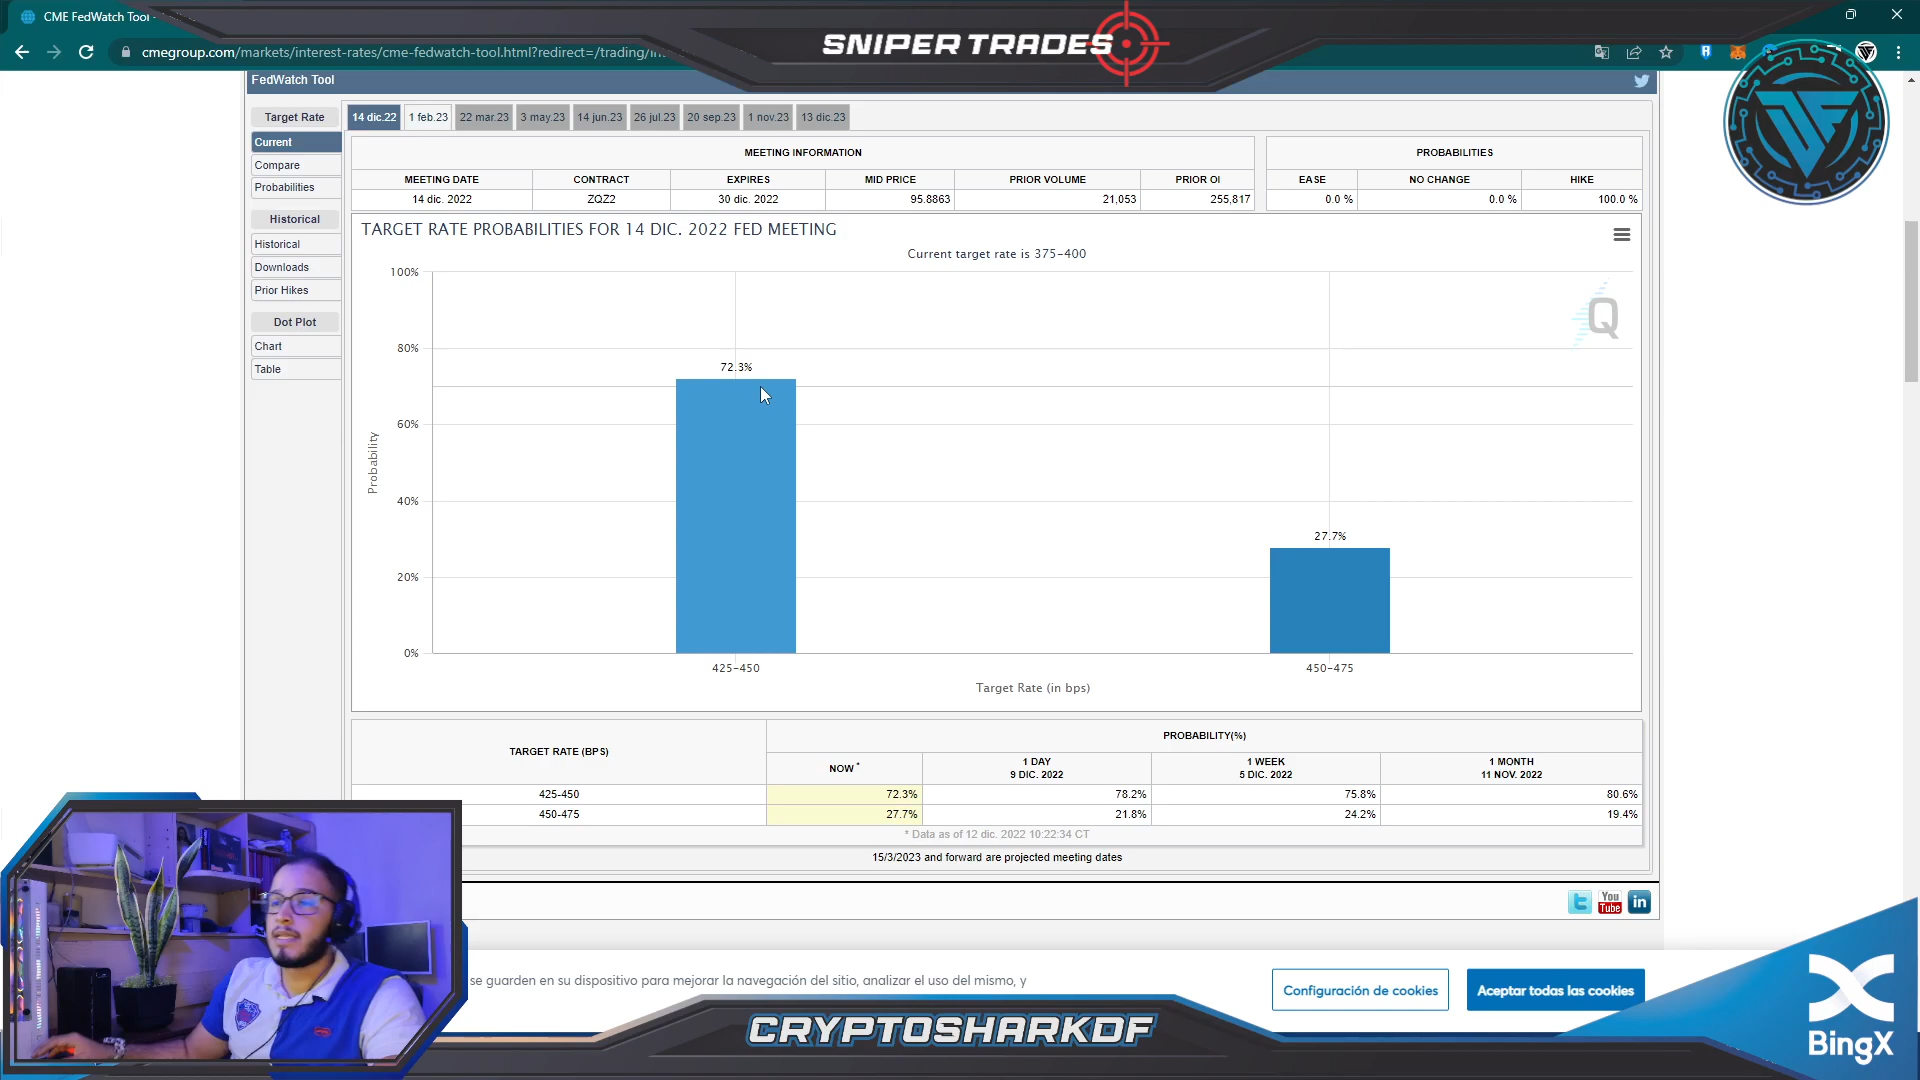 CME FedWatch Tool
SNIPER TRADES
cmegroup.com/markets/interest-rates/cme-fedwatch-tool.html?redirect=/trading/
FedWatch Tool
Target Rate
Current
Compare
Probabilities
Historical
Historical
Downloads
Prior Hikes
Dot Plot
Chart
Table
14 dic.22 1 feb.23 22 mar.23 3 may.23 14 jun.23 26 jul.23 20 sep.23 1 nov.23 13 dic.23
MEETING INFORMATION
MEETING DATE CONTRACT EXPIRES MID PRICE PRIOR VOLUME PRIOR OI
14 dic. 2022 ZQZ2 30 dic. 2022 95.8863 21,053 255,817
PROBABILITIES
EASE NO CHANGE HIKE
0.0 % 0.0 % 100.0 %
TARGET RATE PROBABILITIES FOR 14 DIC. 2022 FED MEETING
Current target rate is 375-400
100%
80%
60%
40%
20%
0%
Probability
72.3%
27.7%
425-450
450-475
Target Rate (in bps)
Q
TARGET RATE (BPS)
PROBABILITY(%)
NOW *
1 DAY
9 DIC. 2022
1 WEEK
5 DIC. 2022
1 MONTH
11 NOV. 2022
425-450 72.3% 78.2% 75.8% 80.6%
450-475 27.7% 21.8% 24.2% 19.4%
* Data as of 12 dic. 2022 10:22:34 CT
15/3/2023 and forward are projected meeting dates
You
Tube
in
se guarden en su dispositivo para mejorar la navegación del sitio, analizar el uso del mismo, y
Configuración de cookies
Aceptar todas las cookies
CRYPTOSHARKDF
BingX